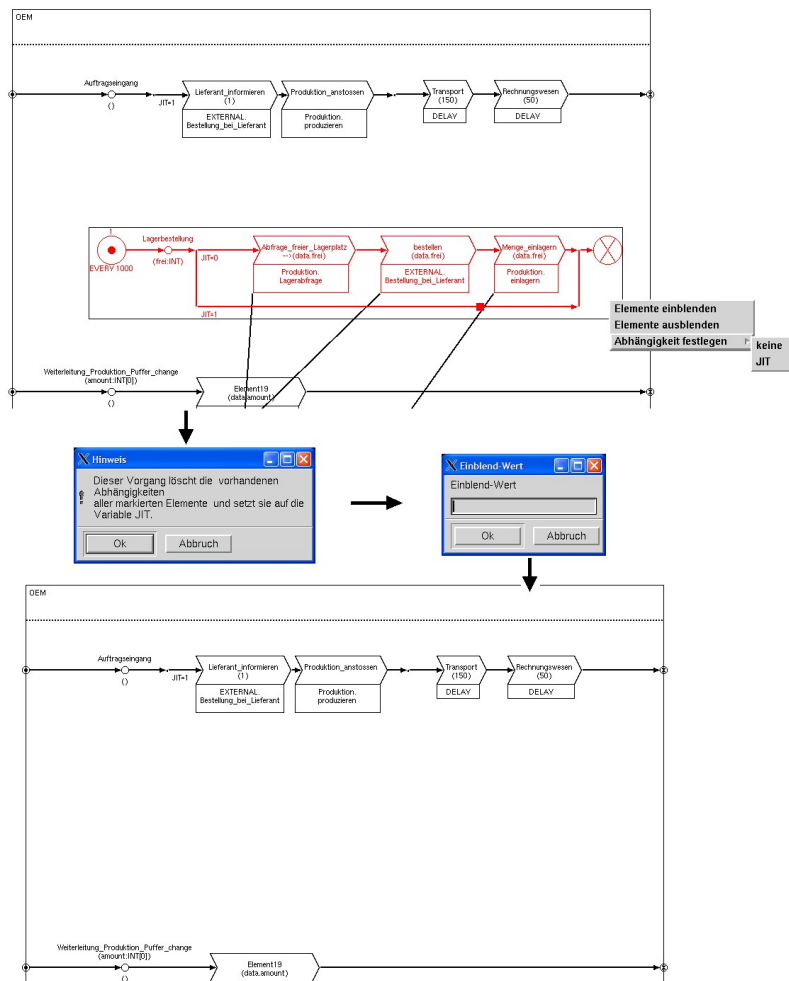 OEM
Auftragseingang
()
JIT=1
Lieferant_informieren
(1)
EXTERNAL.
Bestellung_bei_Lieferant
Produktion_anstossen
Produktion.
produzieren
Transport
(150)
DELAY
Rechnungswesen
(50)
DELAY
1
EVERY 1000
Lagerbestellung
(frei:INT)
JIT=0
JIT=1
Abfrage_freier_Lagerplatz
-->(data,frei)
Produktion.
Lagerabfrage
bestellen
(data,frei)
EXTERNAL.
Bestellung_bei_Lieferant
Menge_einlagern
(data,frei)
Produktion.
einlagern
Elemente einblenden
Elemente ausblenden
Abhängigkeit festlegen
keine
JIT
Weiterleitung_Produktion_Puffer_change
(amount:INT[0])
()
Element19
(data.amount)
Hinweis
Dieser Vorgang löscht die vorhandenen
Abhängigkeiten
aller markierten Elemente und setzt sie auf die
Variable JIT.
Ok
Abbruch
Einblend-Wert
Einblend-Wert
Ok
Abbruch
OEM
Auftragseingang
()
JIT=1
Lieferant_informieren
(1)
EXTERNAL.
Bestellung_bei_Lieferant
Produktion_anstossen
Produktion.
produzieren
Transport
(150)
DELAY
Rechnungswesen
(50)
DELAY
Weiterleitung_Produktion_Puffer_change
(amount:INT[0])
()
Element19
(data.amount)